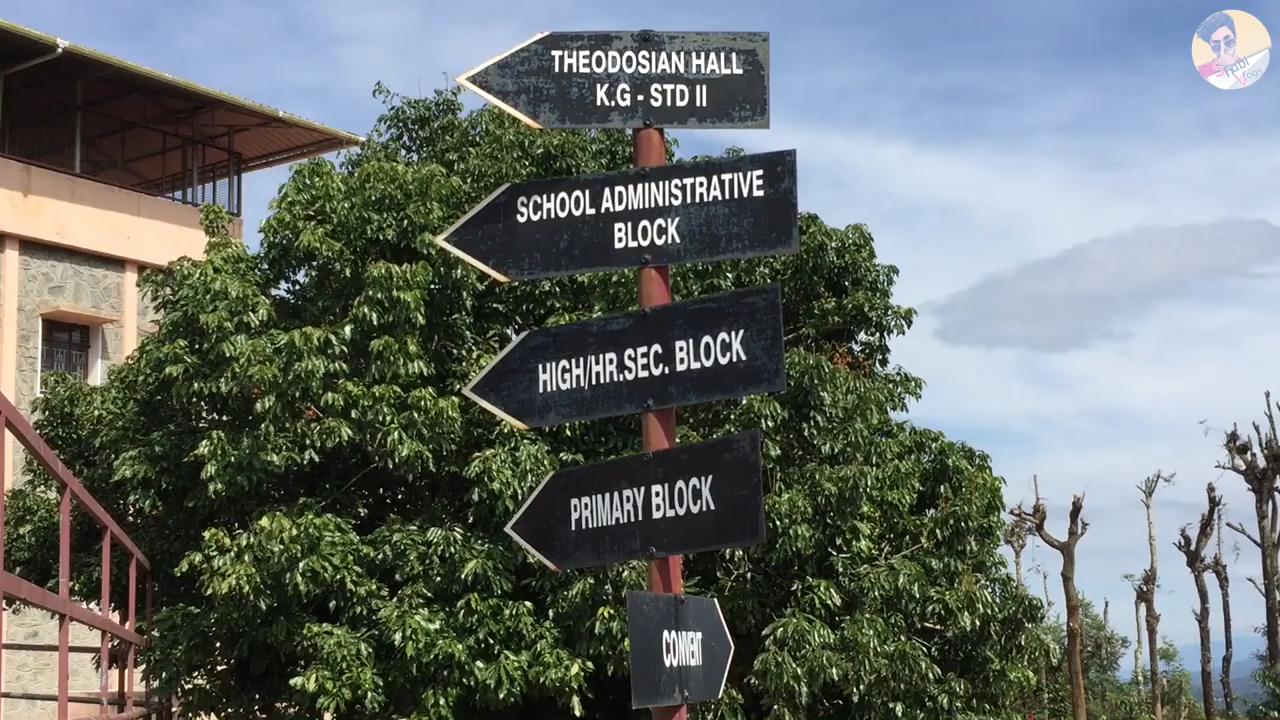 THEODOSIAN HALL
K.G - STD II
SCHOOL ADMINISTRATIVE
BLOCK
HIGH/HR.SEC. BLOCK
PRIMARY BLOCK
CONVENT